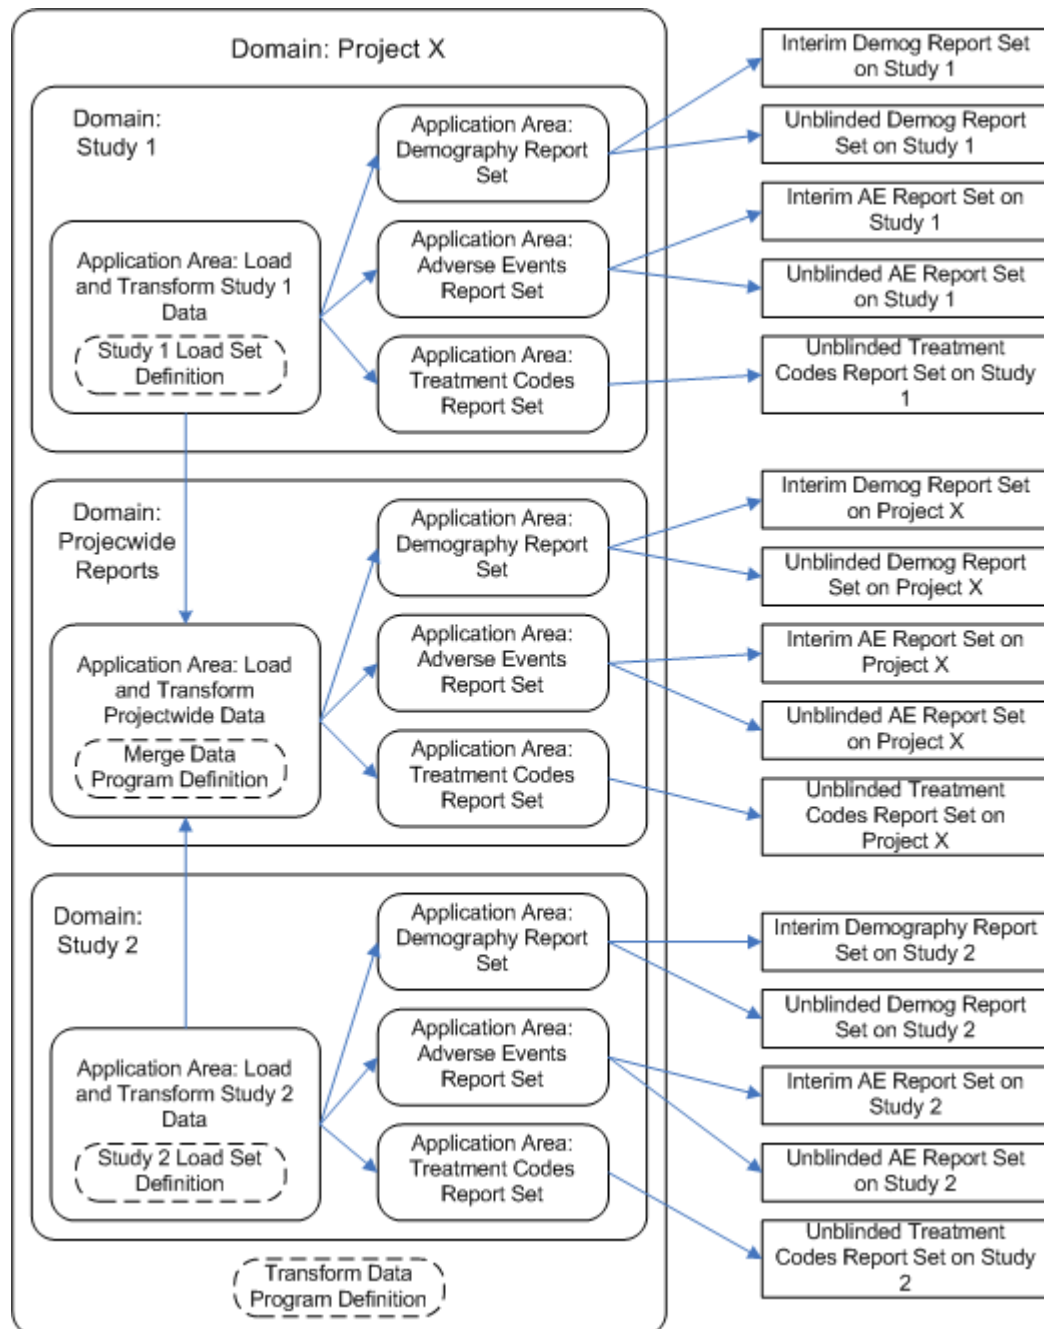 Domain: Project X
Domain:
Study 1
Application Area: Load
and Transform Study 1
Data
Study 1 Load Set
Definition
Application Area:
Demography Report
Set
Application Area:
Adverse Events
Report Set
Application Area:
Treatment Codes
Report Set
Interim Demog Report Set
on Study 1
Unblinded Demog Report
Set on Study 1
Interim AE Report Set on
Study 1
Unblinded AE Report Set
on Study 1
Unblinded Treatment
Codes Report Set on Study
1
Domain:
Projecwide
Reports
Application Area: Load
and Transform
Projectwide Data
Merge Data
Program Definition
Application Area:
Demography Report
Set
Application Area:
Adverse Events
Report Set
Application Area:
Treatment Codes
Report Set
Interim Demog Report Set
on Project X
Unblinded Demog Report
Set on Project X
Interim AE Report Set on
Project X
Unblinded AE Report Set
on Project X
Unblinded Treatment
Codes Report Set on
Project X
Domain:
Study 2
Application Area: Load
and Transform Study 2
Data
Study 2 Load Set
Definition
Application Area:
Demography Report
Set
Application Area:
Adverse Events
Report Set
Application Area:
Treatment Codes
Report Set
Interim Demography Report
Set on Study 2
Unblinded Demog Report
Set on Study 2
Interim AE Report Set on
Study 2
Unblinded AE Report Set
on Study 2
Unblinded Treatment
Codes Report Set on Study
2
Transform Data
Program Definition